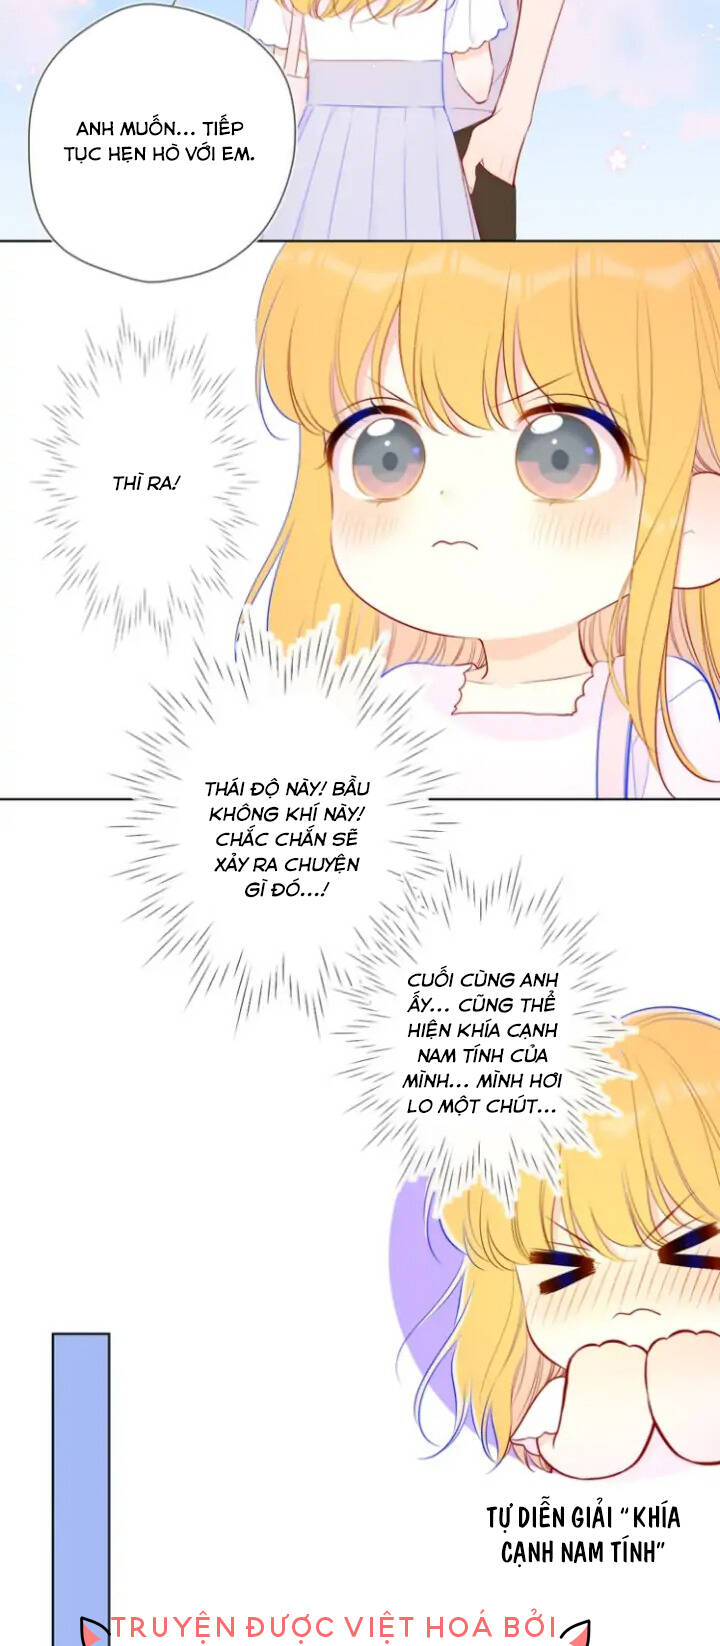 ANH MUỐN... TIẾP
TỤC HẸN HÒ VỚI EM.
THÌ RA!
THÁI ĐỘ NÀY! BẦU
KHÔNG KHÍ NÀY!
CHẮC CHẮN SẼ
XẢY RA CHUYỆN
GÌ ĐÓ...!
CUỐI CÙNG ANH
ẤY... CŨNG THỂ
HIỆN KHÍA CẠNH
NAM TÍNH CỦA
MÌNH... MÌNH HƠI
LO MỘT CHÚT...
TỰ DIỄN GIẢI “KHÍA
CẠNH NAM TÍNH”
TRUYỆN ĐƯỢC VIỆT HOÁ BỞI